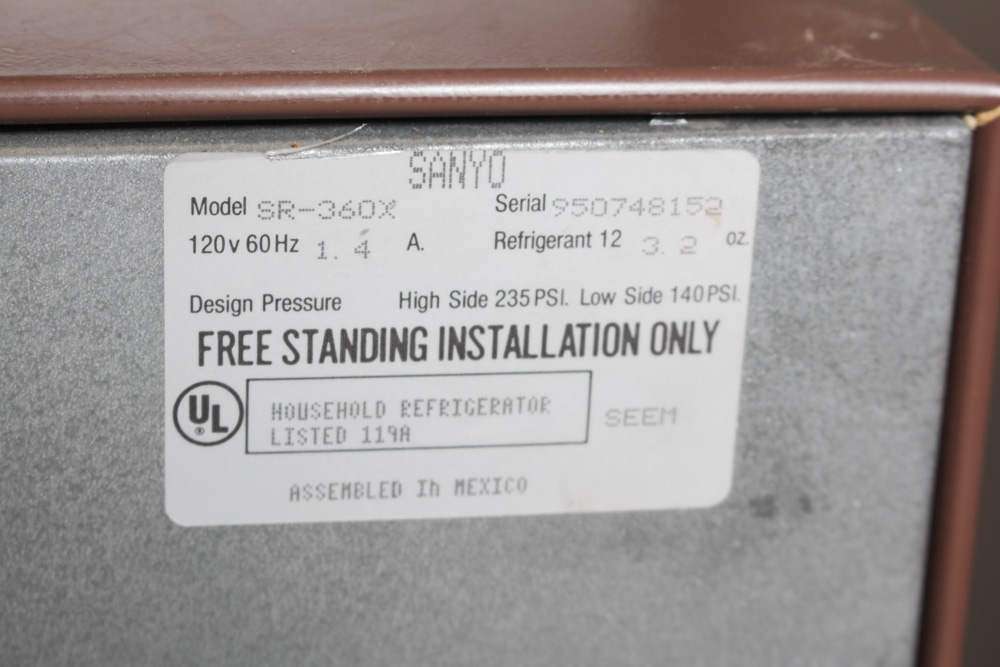 SANYO
Model SR-360X Serial 950748152
120v 60Hz 1.4 A. Refrigerant 12 3.2 oz.
Design Pressure High Side 235 PSI. Low Side 140 PSI.
FREE STANDING INSTALLATION ONLY
UL® HOUSEHOLD REFRIGERATOR
LISTED 119A SEEM
ASSEMBLED In MEXICO